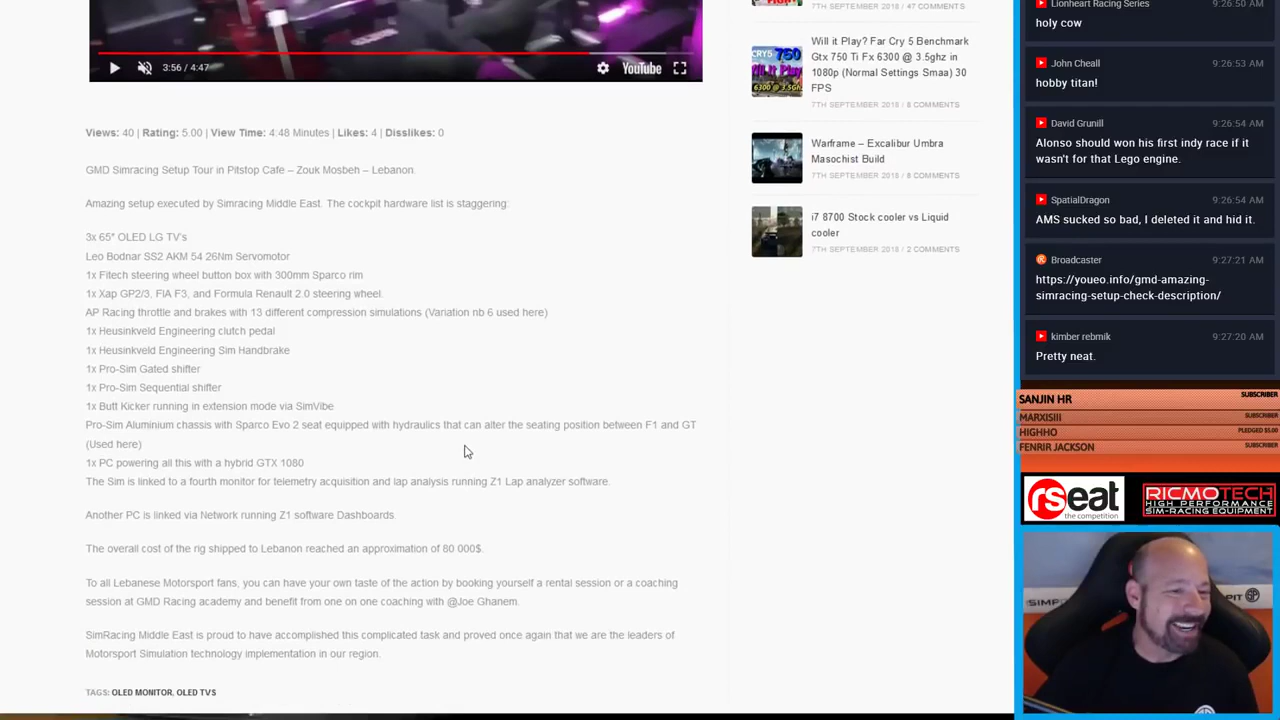 3:56 / 4:47
YouTube
Views: 40 | Rating: 5.00 | View Time: 4:48 Minutes | Likes: 4 | Disslikes: 0
GMD Simracing Setup Tour in Pitstop Cafe – Zouk Mosbeh – Lebanon.
Amazing setup executed by Simracing Middle East. The cockpit hardware list is staggering:
3x 65" OLED LG TV's
Leo Bodnar SS2 AKM 54 26Nm Servomotor
1x Fitech steering wheel button box with 300mm Sparco rim
1x Xap GP2/3, FIA F3, and Formula Renault 2.0 steering wheel.
AP Racing throttle and brakes with 13 different compression simulations (Variation nb 6 used here)
1x Heusinkveld Engineering clutch pedal
1x Heusinkveld Engineering Sim Handbrake
1x Pro-Sim Gated shifter
1x Pro-Sim Sequential shifter
1x Butt Kicker running in extension mode via SimVibe
Pro-Sim Aluminium chassis with Sparco Evo 2 seat equipped with hydraulics that can alter the seating position between F1 and GT
(Used here)
1x PC powering all this with a hybrid GTX 1080
The Sim is linked to a fourth monitor for telemetry acquisition and lap analysis running Z1 Lap analyzer software.
Another PC is linked via Network running Z1 software Dashboards.
The overall cost of the rig shipped to Lebanon reached an approximation of 80 000$.
To all Lebanese Motorsport fans, you can have your own taste of the action by booking yourself a rental session or a coaching
session at GMD Racing academy and benefit from one on one coaching with @Joe Ghanem.
SimRacing Middle East is proud to have accomplished this complicated task and proved once again that we are the leaders of
Motorsport Simulation technology implementation in our region.
TAGS: OLED MONITOR, OLED TVS
7TH SEPTEMBER 2018 / 47 COMMENTS
Will it Play? Far Cry 5 Benchmark
Gtx 750 Ti Fx 6300 @ 3.5ghz in
1080p (Normal Settings Smaa) 30
FPS
7TH SEPTEMBER 2018 / 8 COMMENTS
Warframe – Excalibur Umbra
Masochist Build
7TH SEPTEMBER 2018 / 8 COMMENTS
i7 8700 Stock cooler vs Liquid
cooler
7TH SEPTEMBER 2018 / 2 COMMENTS
Lionheart Racing Series 9:26:50 AM
holy cow
John Cheall 9:26:53 AM
hobby titan!
David Grunill 9:26:54 AM
Alonso should won his first indy race if it
wasn't for that Lego engine.
SpatialDragon 9:26:54 AM
AMS sucked so bad, I deleted it and hid it.
Broadcaster 9:27:21 AM
https://youeo.info/gmd-amazing-
simracing-setup-check-description/
kimber rebmik 9:27:20 AM
Pretty neat.
SANJIN HR SUBSCRIBER
MARXISIII SUBSCRIBER
HIGHHO PLEDGED $5.00
FENRIR JACKSON SUBSCRIBER
rseat
the competition
RICMOTECH
HIGH PERFORMANCE
SIM-RACING EQUIPMENT